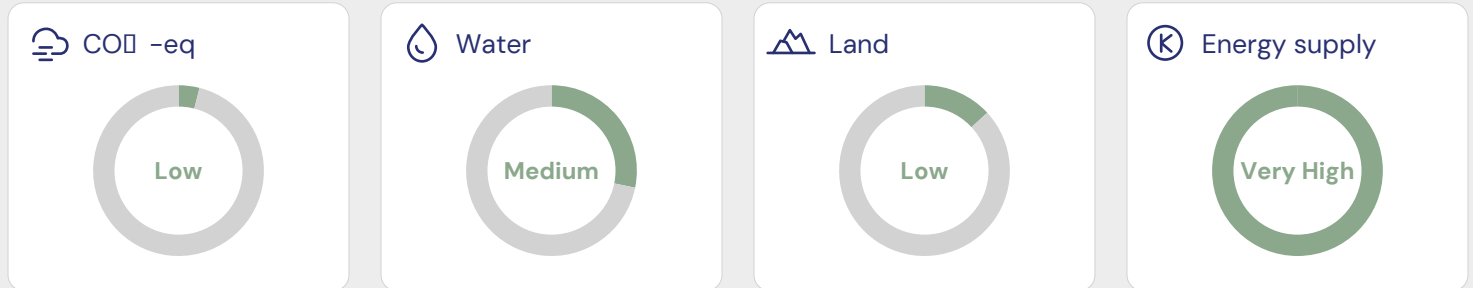 CO▯ -eq
Low
Water
Medium
Land
Low
Energy supply
Very High